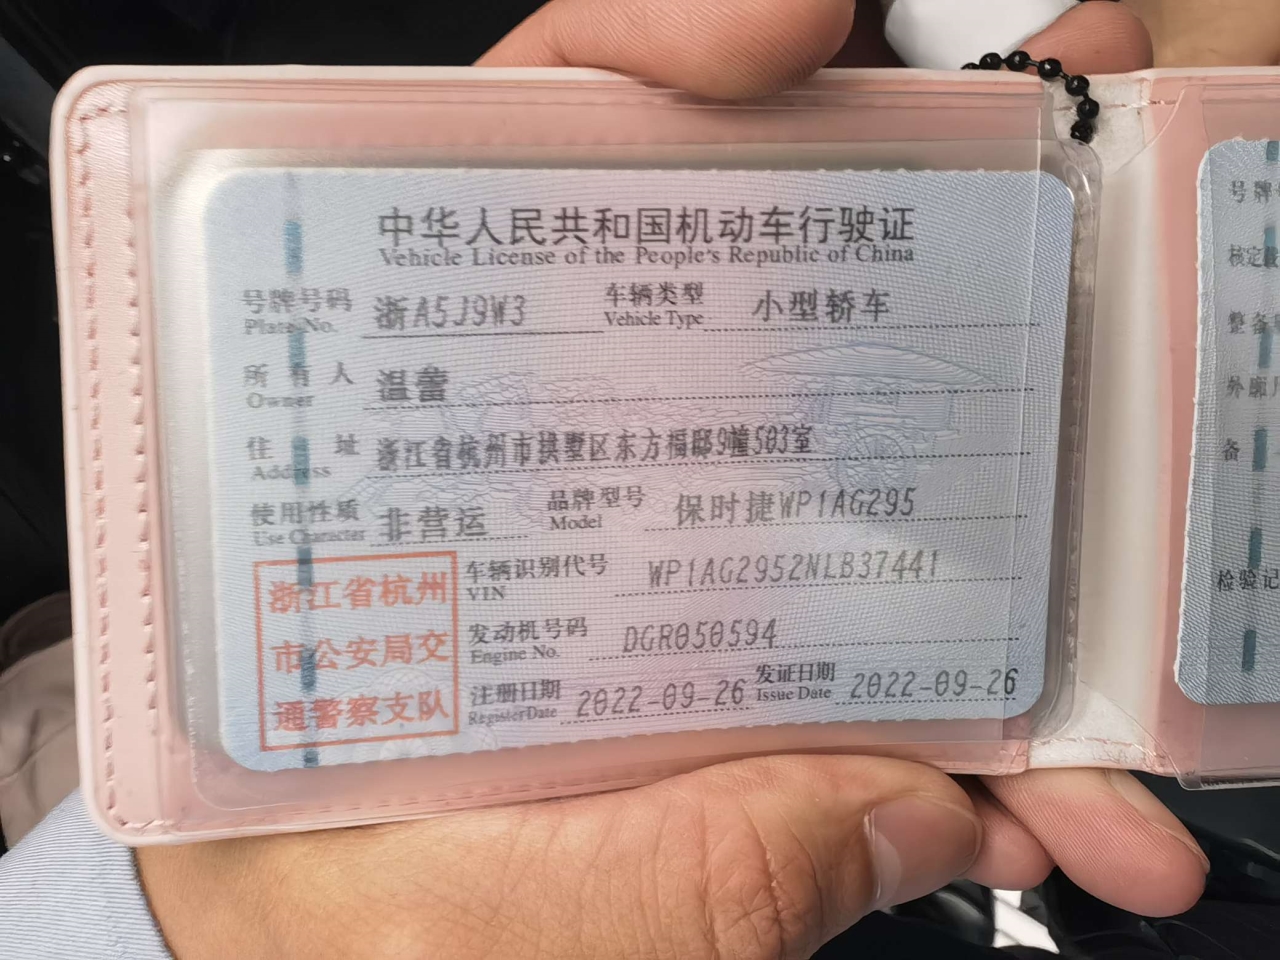 中华人民共和国机动车行驶证
Vehicle License of the People's Republic of China
号牌号码 浙A5J9W3 车辆类型 小型轿车
Plate No. Vehicle Type
所有人 温蕾
Owner
住址 浙江省杭州市拱墅区东方福邸9幢503室
Address
使用性质 非营运 品牌型号 保时捷WP1AG295
Use Character Model
车辆识别代号 WP1AG2952NLB37441
VIN
发动机号码 DGR050594
Engine No.
注册日期 2022-09-26 发证日期 2022-09-26
Register Date Issue Date
浙江省杭州
市公安局交
通警察支队
号牌
核定
整备
外廓
备
检验记